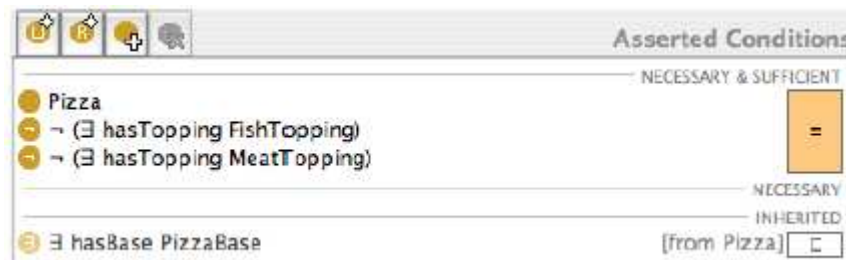 Asserted Conditions
NECESSARY & SUFFICIENT
Pizza
¬ (∃ hasTopping FishTopping)
¬ (∃ hasTopping MeatTopping)
=
NECESSARY
INHERITED
∃ hasBase PizzaBase [from Pizza] ⊏